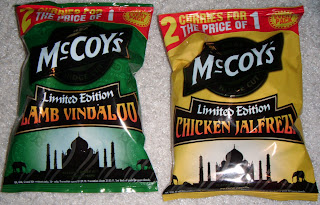 2 CURRIES FOR
THE PRICE OF 1
McCOY'S
Limited Edition
LAMB VINDALOO
2 CURRIES FOR
THE PRICE OF 1
McCOY'S
Limited Edition
CHICKEN JALFREZI